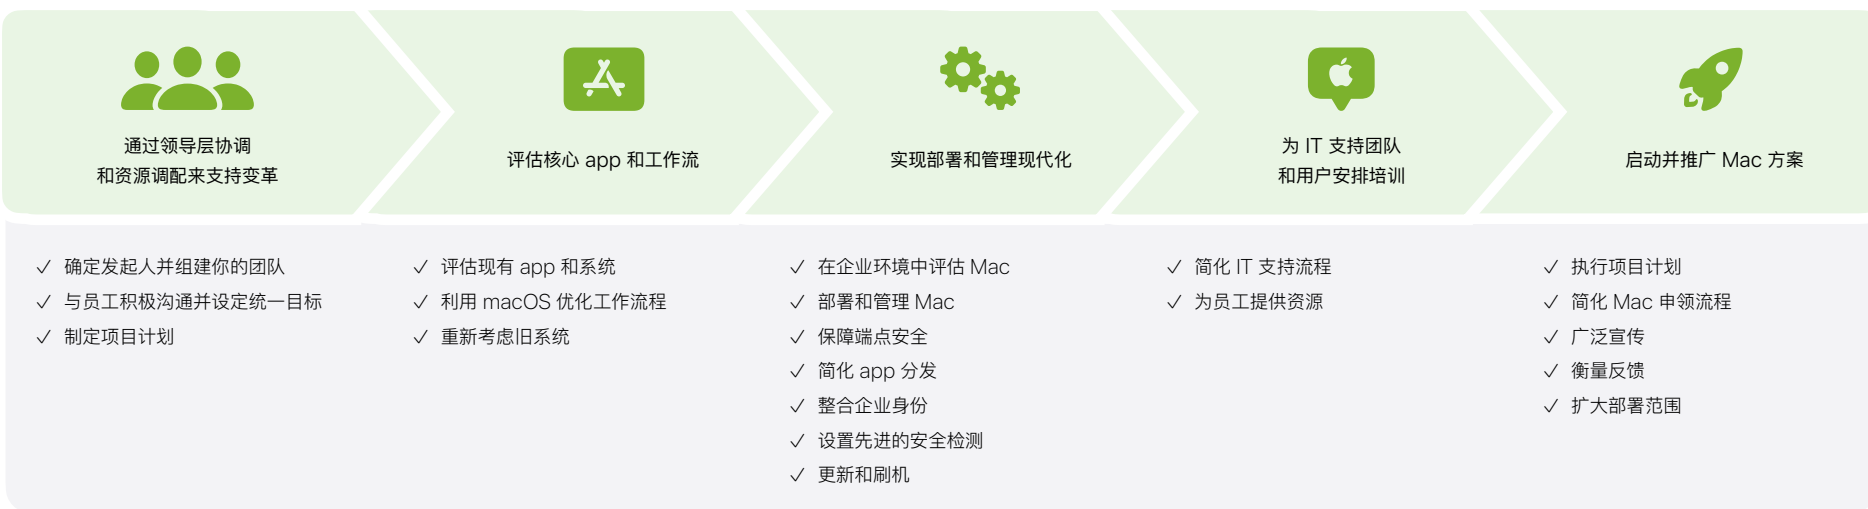 通过领导层协调
和资源调配来支持变革
评估核心 app 和工作流
实现部署和管理现代化
为 IT 支持团队
和用户安排培训
启动并推广 Mac 方案
✓ 确定发起人并组建你的团队
✓ 与员工积极沟通并设定统一目标
✓ 制定项目计划
✓ 评估现有 app 和系统
✓ 利用 macOS 优化工作流程
✓ 重新考虑旧系统
✓ 在企业环境中评估 Mac
✓ 部署和管理 Mac
✓ 保障端点安全
✓ 简化 app 分发
✓ 整合企业身份
✓ 设置先进的安全检测
✓ 更新和刷机
✓ 简化 IT 支持流程
✓ 为员工提供资源
✓ 执行项目计划
✓ 简化 Mac 申领流程
✓ 广泛宣传
✓ 衡量反馈
✓ 扩大部署范围